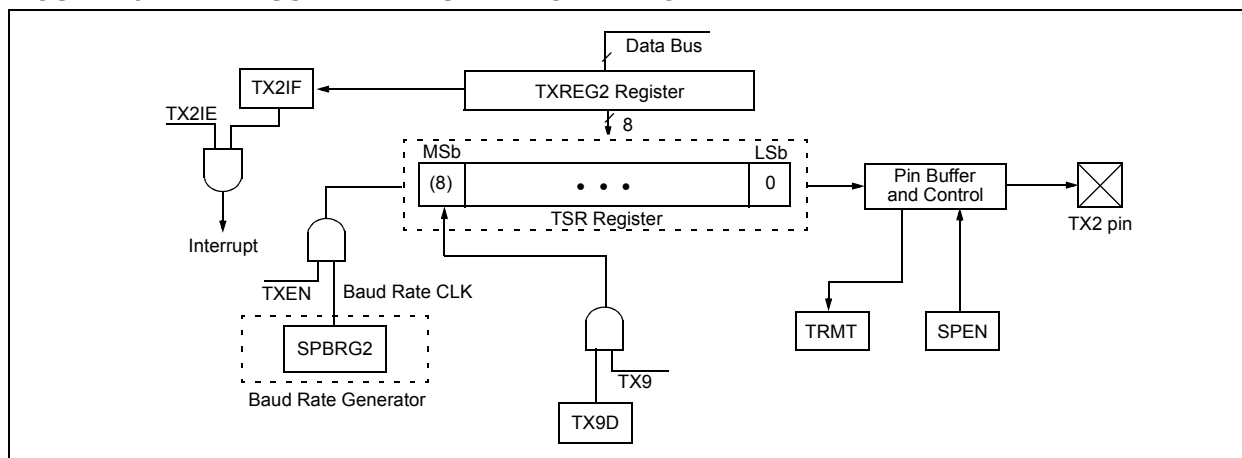 Data Bus
TX2IF
TXREG2 Register
TX2IE
8
MSb
LSb
(8)
• • •
0
Pin Buffer
and Control
TSR Register
TX2 pin
Interrupt
TXEN
Baud Rate CLK
TRMT
SPEN
SPBRG2
TX9
Baud Rate Generator
TX9D